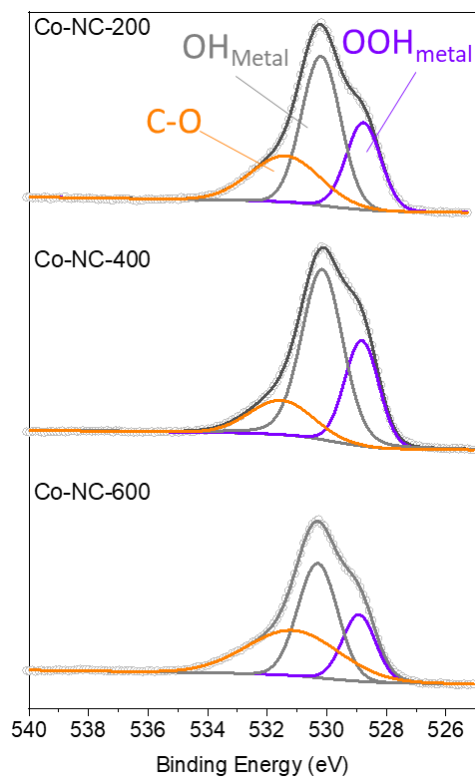 Co-NC-200
OHMetal
OOHmetal
C-O
Co-NC-400
Co-NC-600
540 538 536 534 532 530 528 526
Binding Energy (eV)